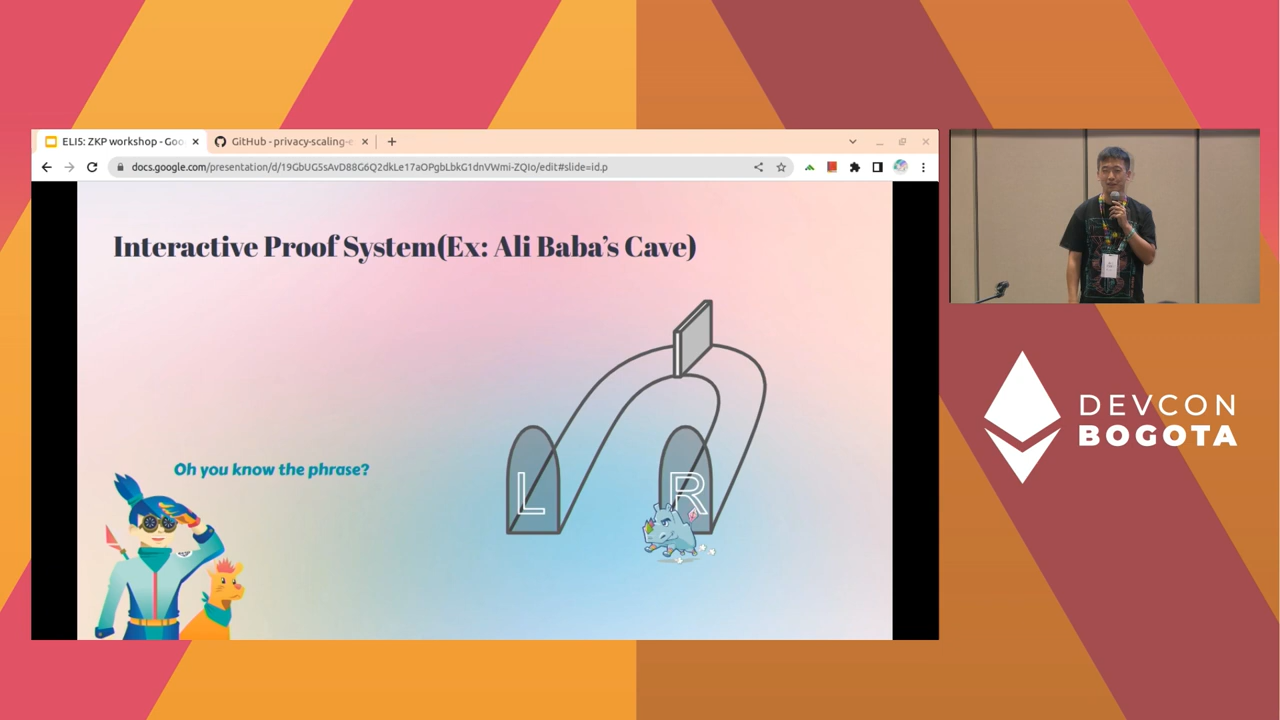 ELI5: ZKP workshop - Goo
GitHub - privacy-scaling-e
docs.google.com/presentation/d/19GbUG5sAvD88G6Q2dkLe17aOPgbLbkG1dnVWmi-ZQIo/edit#slide=id.p
Interactive Proof System(Ex: Ali Baba's Cave)
Oh you know the phrase?
L
R
DEVCON
BOGOTA